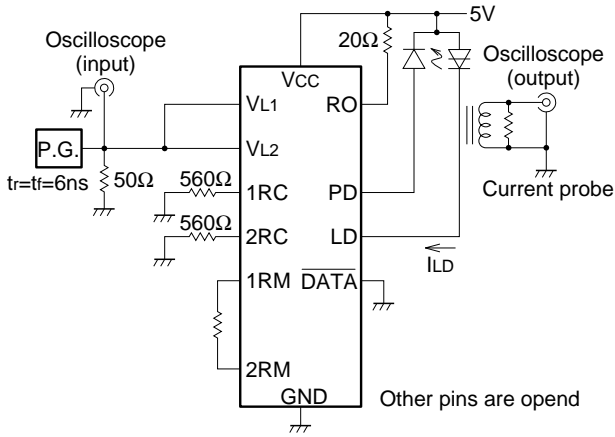 5V
Oscilloscope
(input)
20Ω
Oscilloscope
(output)
VCC
VL1
RO
P.G.
VL2
tr=tf=6ns
50Ω
560Ω
1RC
PD
Current probe
560Ω
2RC
LD
ILD
1RM
DATA
2RM
GND
Other pins are opend